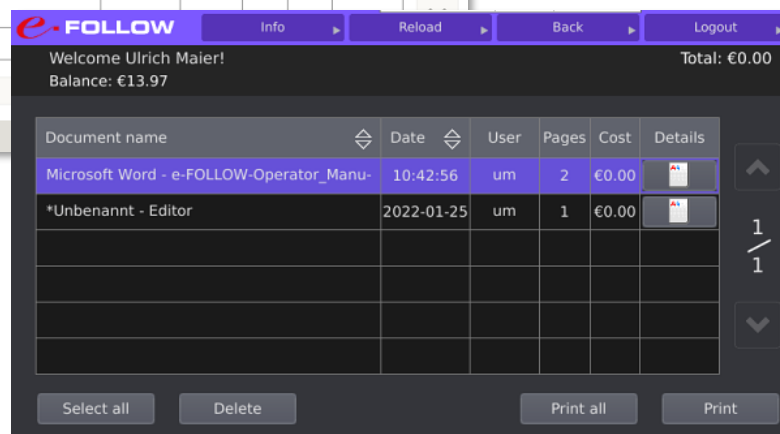 e-FOLLOW Info Reload Back Logout
Welcome Ulrich Maier! Total: €0.00
Balance: €13.97
Document name Date User Pages Cost Details
Microsoft Word - e-FOLLOW-Operator_Manu- 10:42:56 um 2 €0.00
*Unbenannt - Editor 2022-01-25 um 1 €0.00
1
1
Select all Delete Print all Print